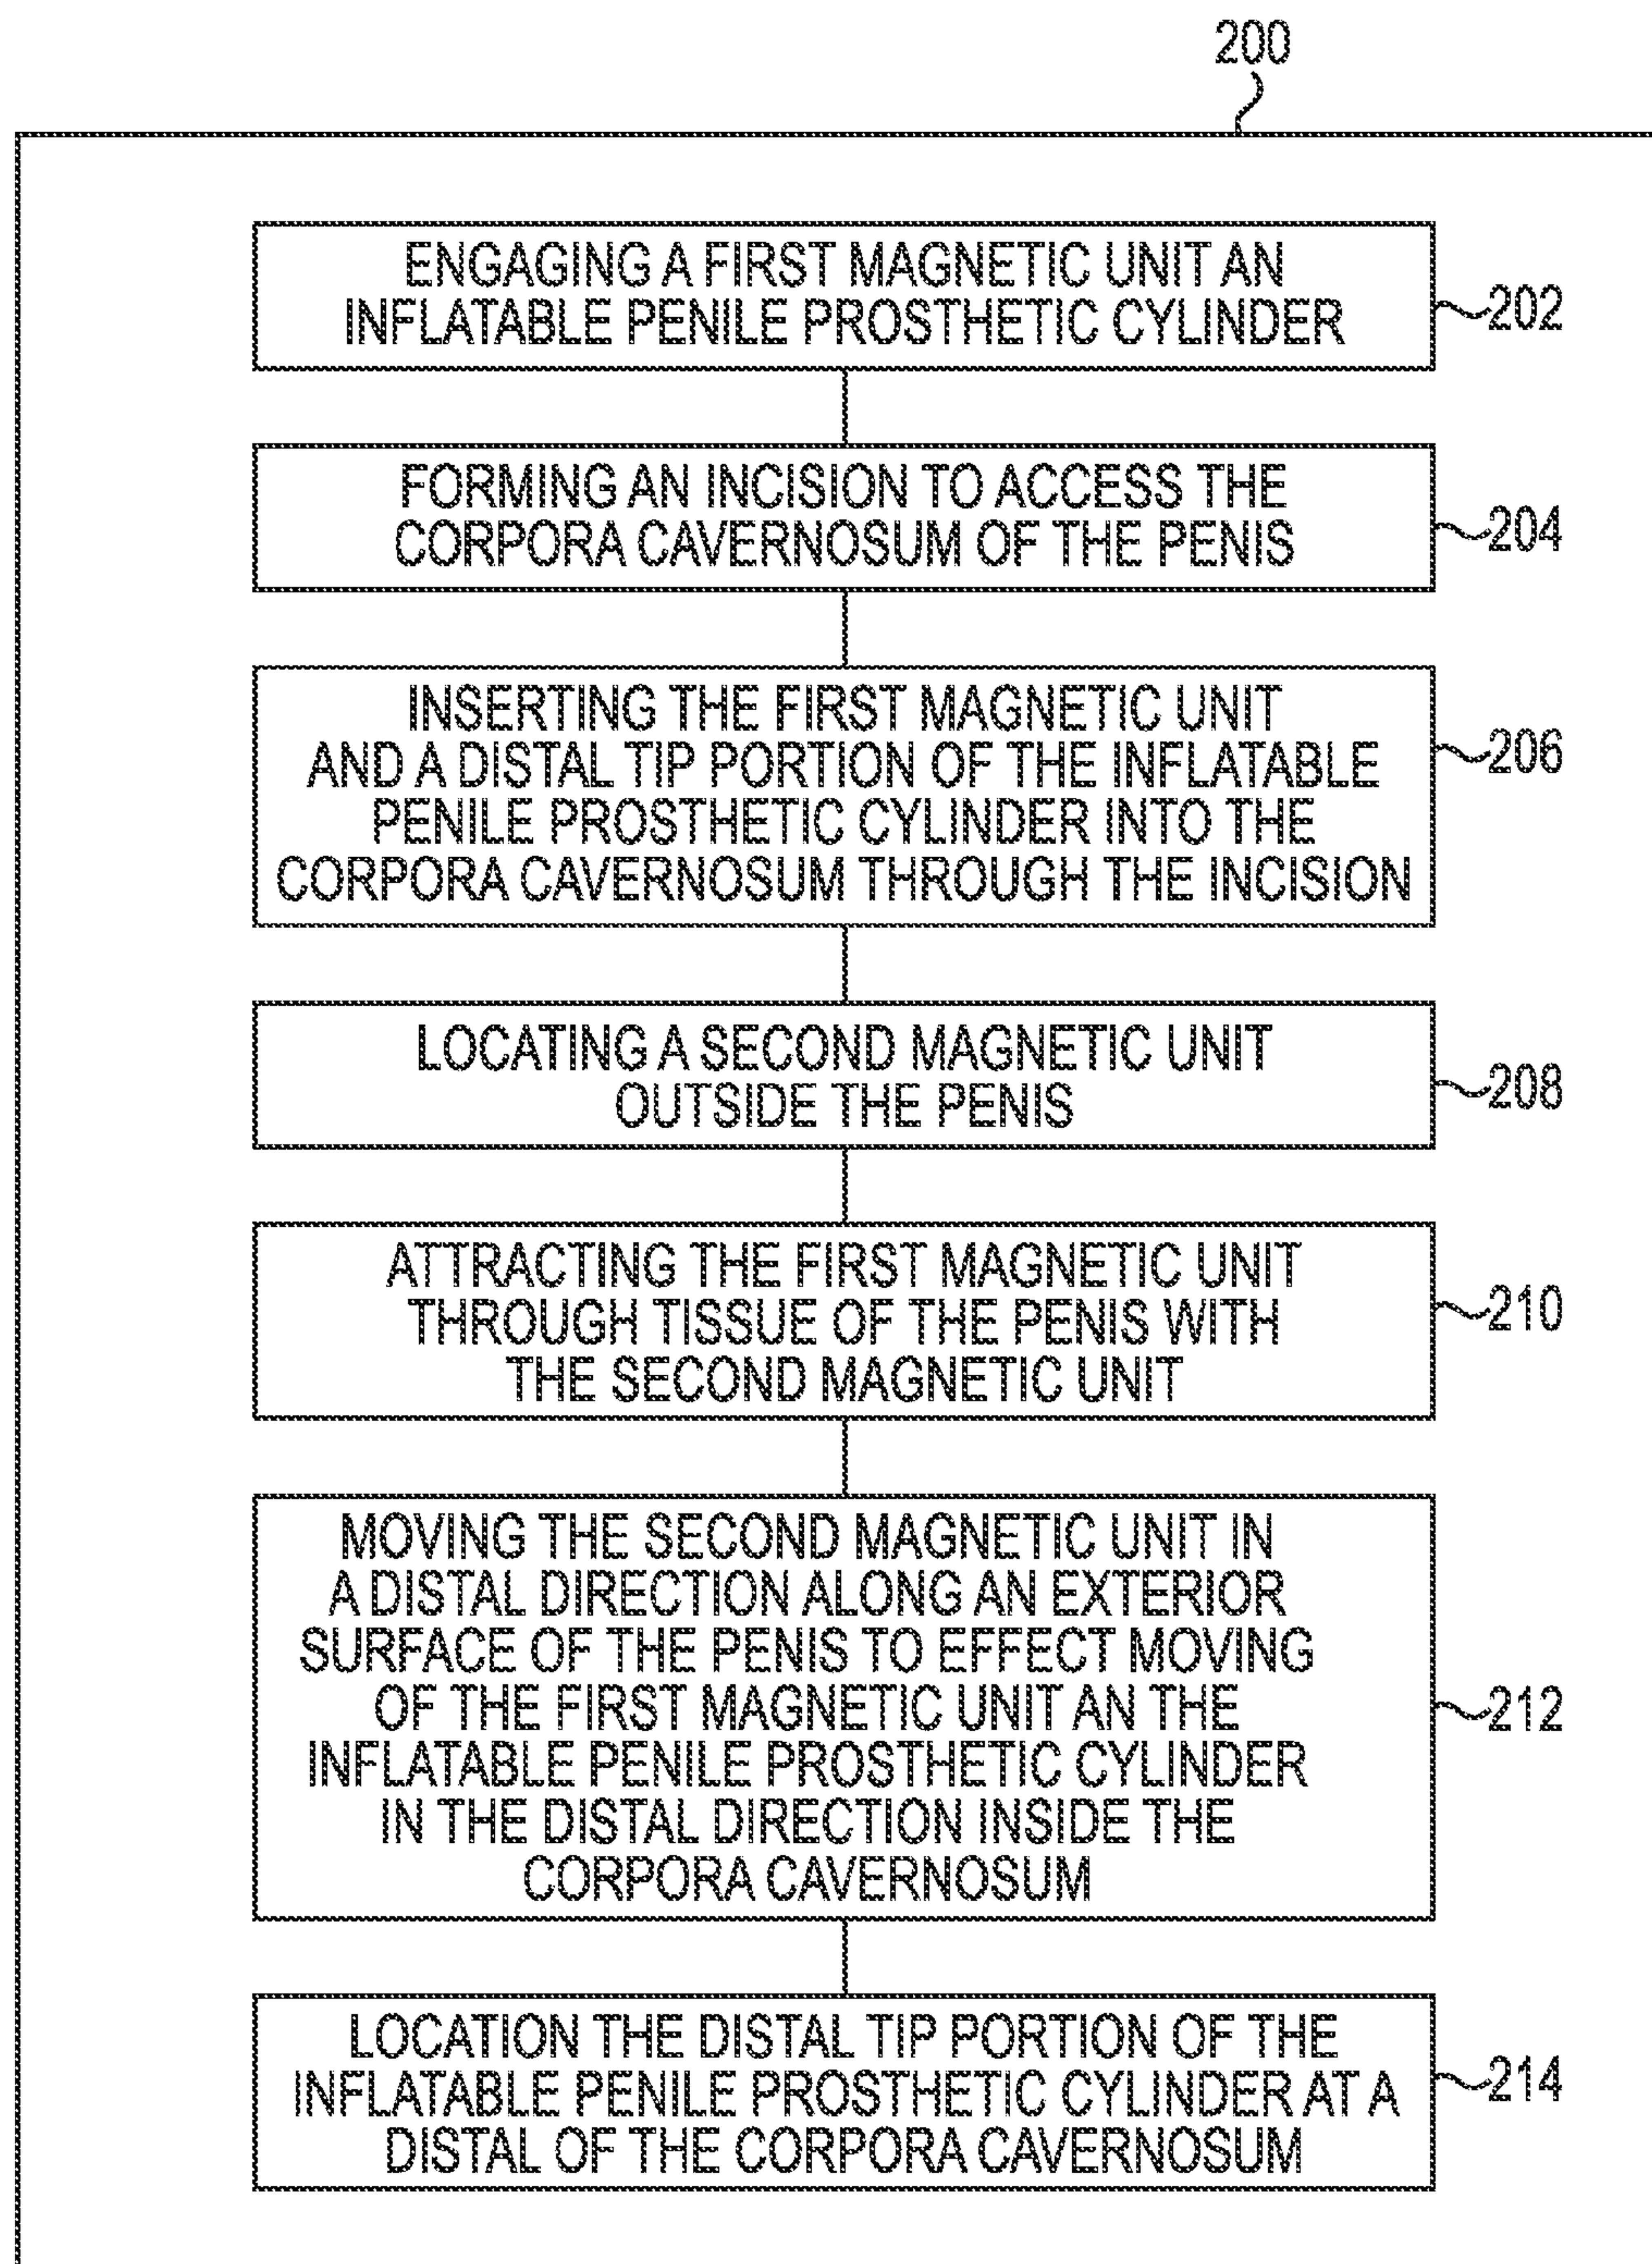 200
ENGAGING A FIRST MAGNETIC UNIT AN
INFLATABLE PENILE PROSTHETIC CYLINDER
202
FORMING AN INCISION TO ACCESS THE
CORPORA CAVERNOSUM OF THE PENIS
204
INSERTING THE FIRST MAGNETIC UNIT
AND A DISTAL TIP PORTION OF THE INFLATABLE
PENILE PROSTHETIC CYLINDER INTO THE
CORPORA CAVERNOSUM THROUGH THE INCISION
206
LOCATING A SECOND MAGNETIC UNIT
OUTSIDE THE PENIS
208
ATTRACTING THE FIRST MAGNETIC UNIT
THROUGH TISSUE OF THE PENIS WITH
THE SECOND MAGNETIC UNIT
210
MOVING THE SECOND MAGNETIC UNIT IN
A DISTAL DIRECTION ALONG AN EXTERIOR
SURFACE OF THE PENIS TO EFFECT MOVING
OF THE FIRST MAGNETIC UNIT AN THE
INFLATABLE PENILE PROSTHETIC CYLINDER
IN THE DISTAL DIRECTION INSIDE THE
CORPORA CAVERNOSUM
212
LOCATION THE DISTAL TIP PORTION OF THE
INFLATABLE PENILE PROSTHETIC CYLINDER AT A
DISTAL OF THE CORPORA CAVERNOSUM
214